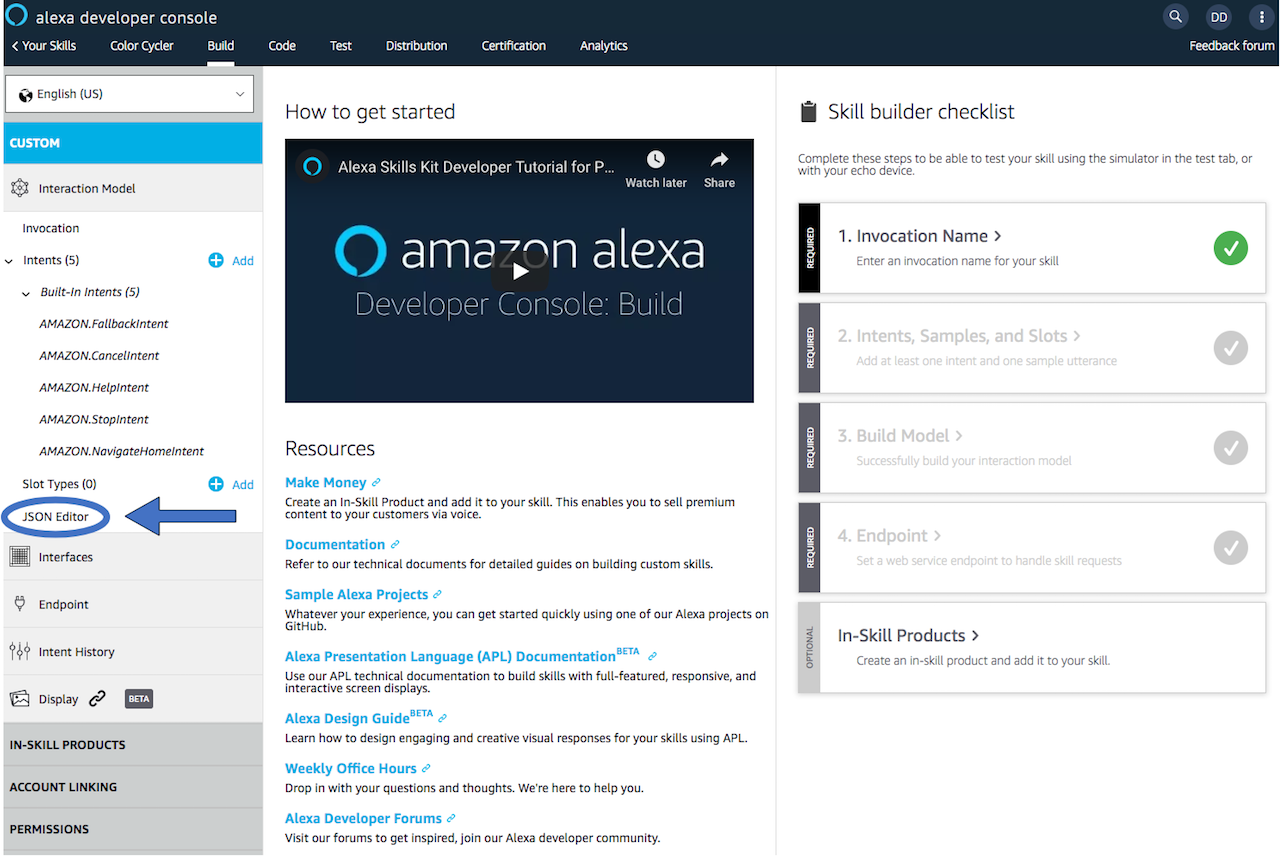 alexa developer console
DD
Your Skills
Color Cycler
Build
Code
Test
Distribution
Certification
Analytics
Feedback forum
English (US)
CUSTOM
Interaction Model
Invocation
Intents (5)
Add
Built-In Intents (5)
AMAZON.FallbackIntent
AMAZON.CancelIntent
AMAZON.HelpIntent
AMAZON.StopIntent
AMAZON.NavigateHomeIntent
Slot Types (0)
Add
JSON Editor
Interfaces
Endpoint
Intent History
Display
BETA
IN-SKILL PRODUCTS
ACCOUNT LINKING
PERMISSIONS
How to get started
Alexa Skills Kit Developer Tutorial for P...
Watch later
Share
amazon alexa
Developer Console: Build
Resources
Make Money
Create an In-Skill Product and add it to your skill. This enables you to sell premium
content to your customers via voice.
Documentation
Refer to our technical documents for detailed guides on building custom skills.
Sample Alexa Projects
Whatever your experience, you can get started quickly using one of our Alexa projects on
GitHub.
Alexa Presentation Language (APL) Documentation BETA
Use our APL technical documentation to build skills with full-featured, responsive, and
interactive screen displays.
Alexa Design Guide BETA
Learn how to design engaging and creative visual responses for your skills using APL.
Weekly Office Hours
Drop in with your questions and thoughts. We're here to help you.
Alexa Developer Forums
Visit our forums to get inspired, join our Alexa developer community.
Skill builder checklist
Complete these steps to be able to test your skill using the simulator in the test tab, or
with your echo device.
REQUIRED
1. Invocation Name
Enter an invocation name for your skill
REQUIRED
2. Intents, Samples, and Slots
Add at least one intent and one sample utterance
REQUIRED
3. Build Model
Successfully build your interaction model
REQUIRED
4. Endpoint
Set a web service endpoint to handle skill requests
OPTIONAL
In-Skill Products
Create an in-skill product and add it to your skill.